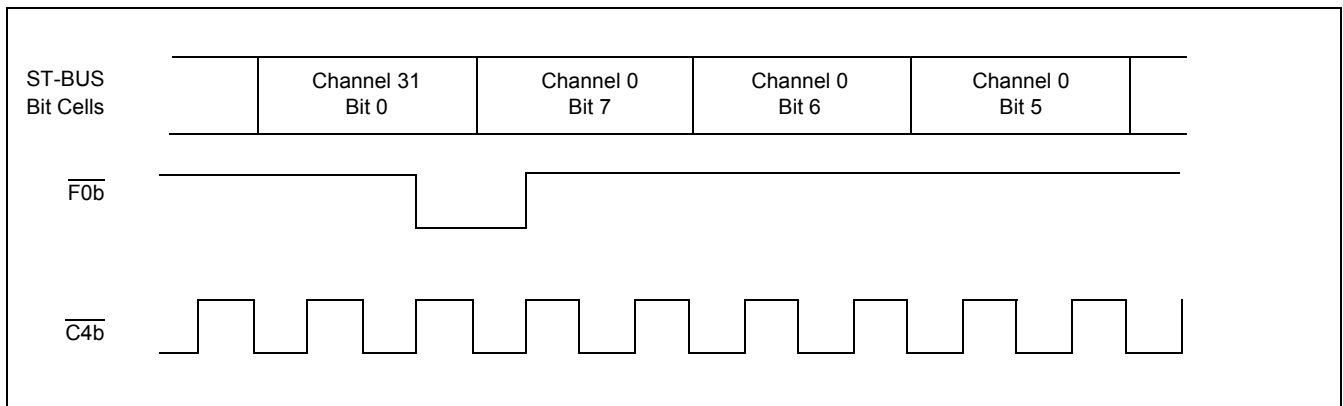 ST-BUS
Bit Cells
Channel 31
Bit 0
Channel 0
Bit 7
Channel 0
Bit 6
Channel 0
Bit 5
F0b
C4b